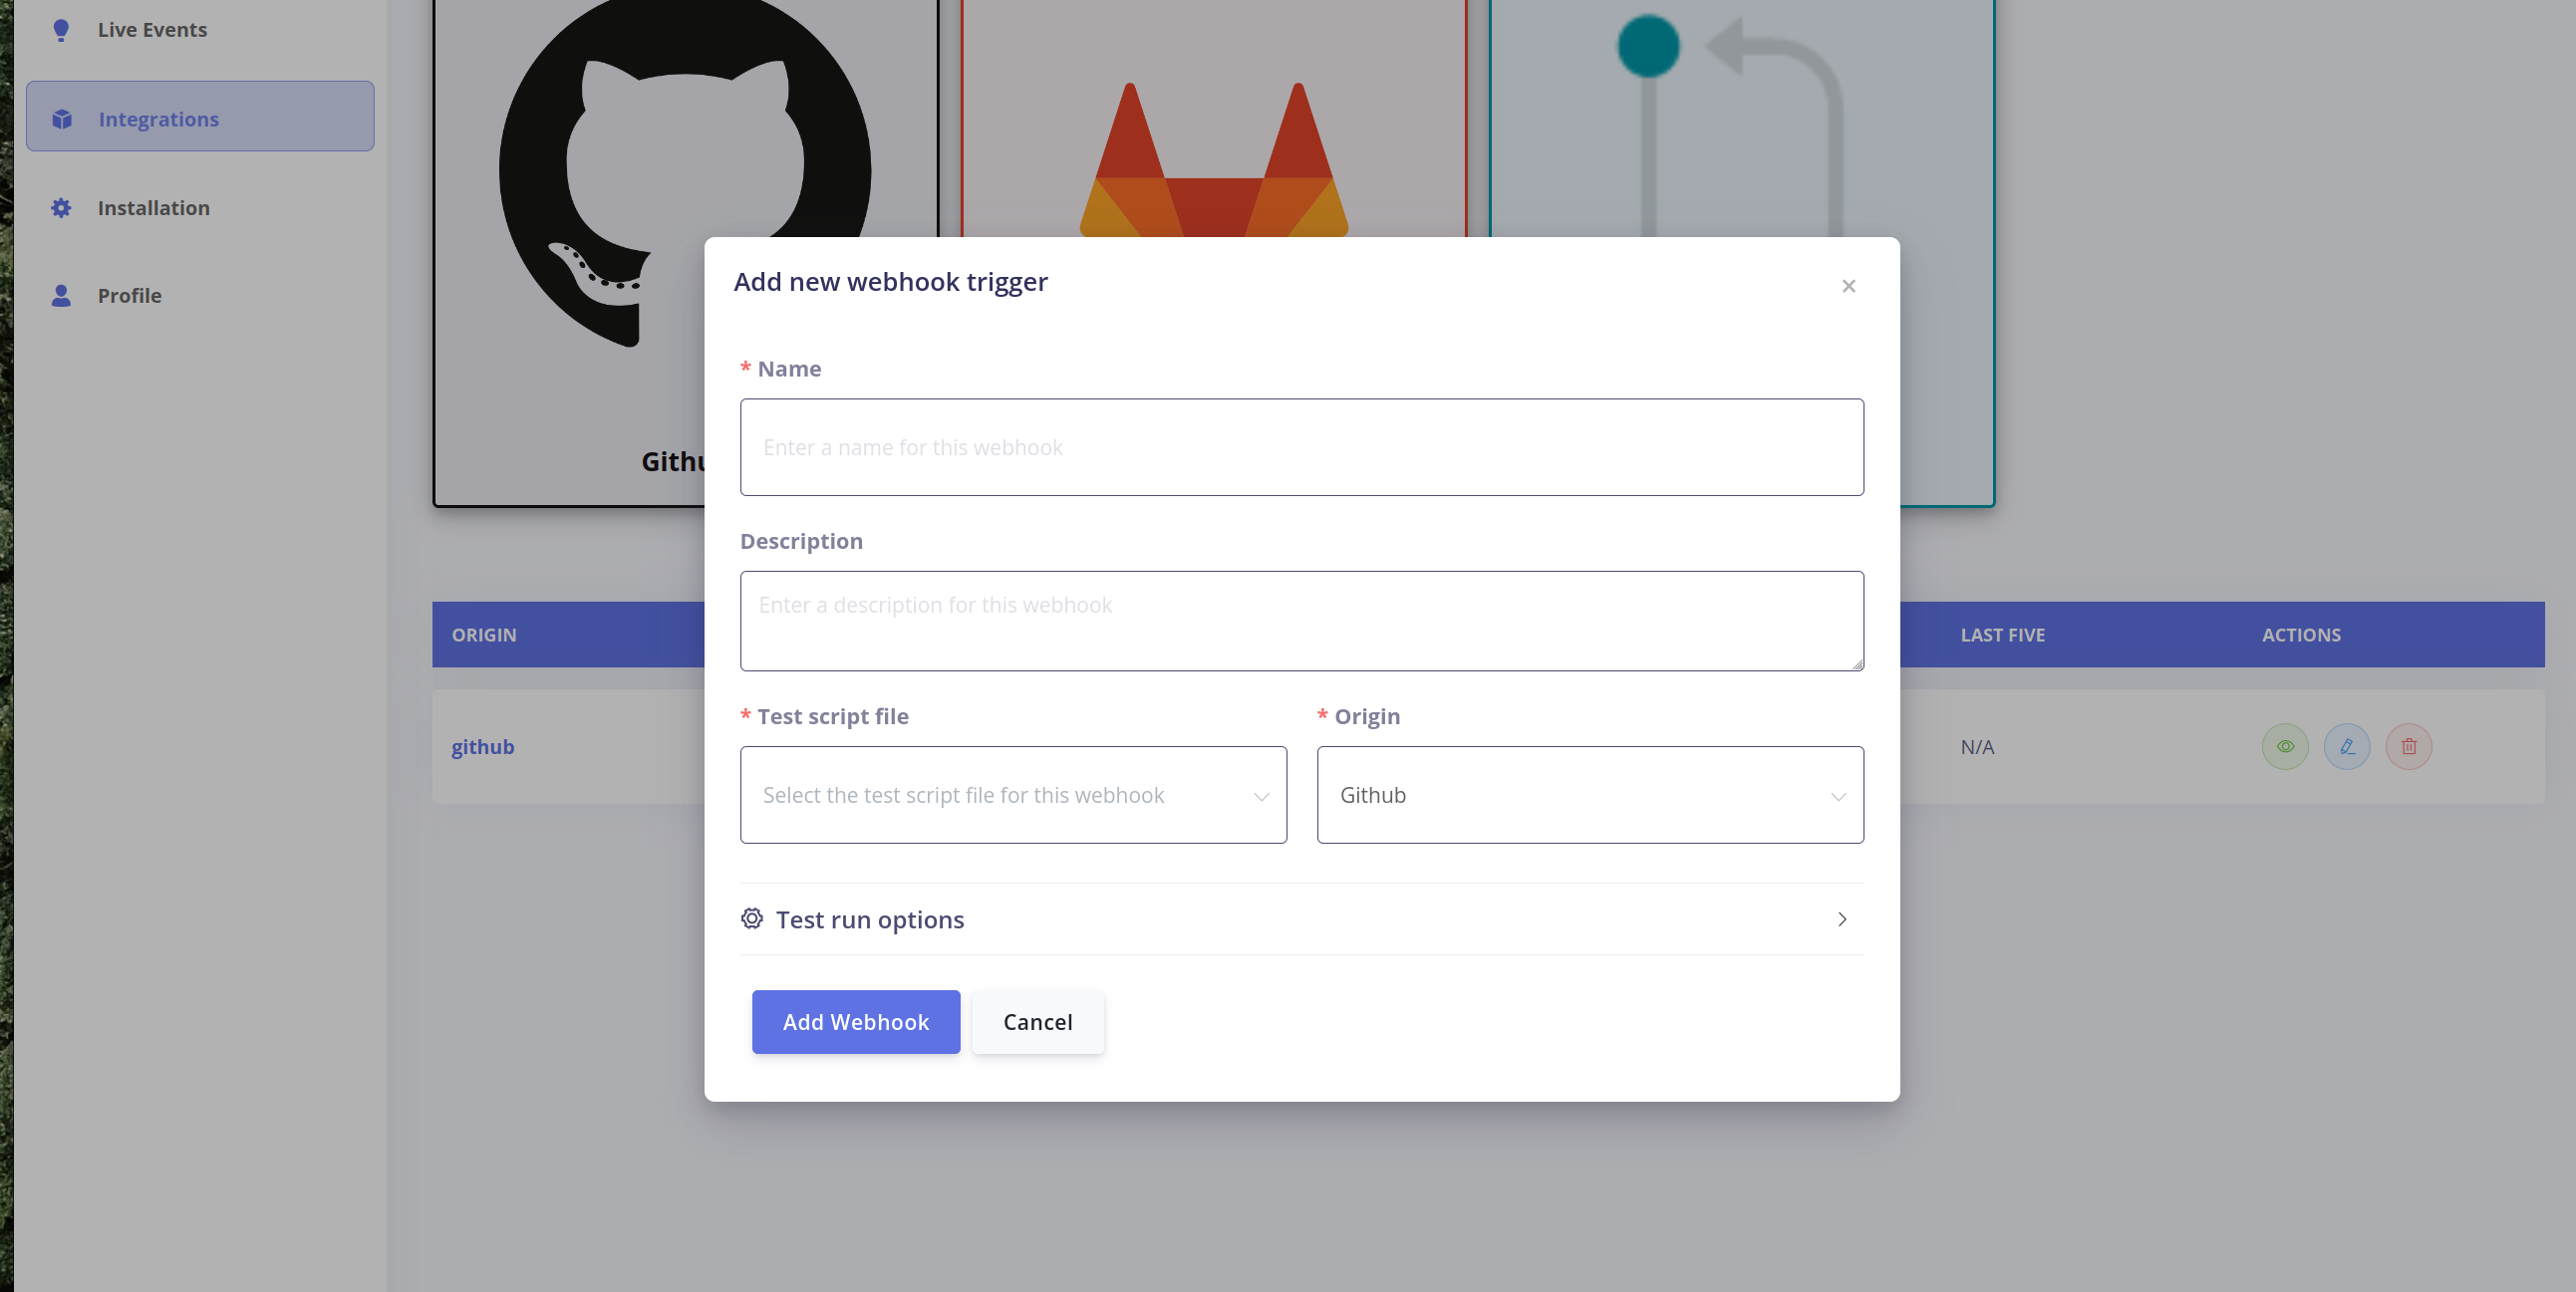 Live Events
Integrations
Installation
Profile
Add new webhook trigger
* Name
Enter a name for this webhook
Description
Enter a description for this webhook
* Test script file
* Origin
Select the test script file for this webhook
Github
Test run options
Add Webhook
Cancel
ORIGIN
LAST FIVE
ACTIONS
github
N/A